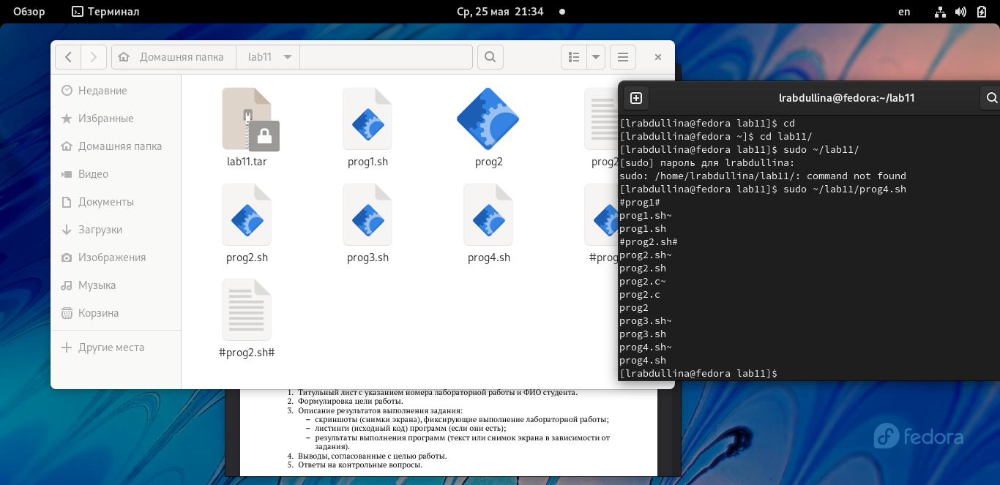 Обзор
Терминал
Ср, 25 мая 21:34
en
Домашняя папка
lab11
Недавние
Избранные
Домашняя папка
Видео
Документы
Загрузки
Изображения
Музыка
Корзина
Другие места
lab11.tar
prog1.sh
prog2
prog2
prog2.sh
prog3.sh
prog4.sh
#prog
#prog2.sh#
lrabdullina@fedora:~/lab11
[lrabdullina@fedora lab11]$ cd
[lrabdullina@fedora ~]$ cd lab11/
[lrabdullina@fedora lab11]$ sudo ~/lab11/
[sudo] пароль для lrabdullina:
sudo: /home/lrabdullina/lab11/: command not found
[lrabdullina@fedora lab11]$ sudo ~/lab11/prog4.sh
#prog1#
prog1.sh~
prog1.sh
#prog2.sh#
prog2.sh~
prog2.sh
prog2.c~
prog2.c
prog2
prog3.sh~
prog3.sh
prog4.sh~
prog4.sh
[lrabdullina@fedora lab11]$
1. Титульный лист с указанием номера лабораторной работы и ФИО студента.
2. Формулировка цели работы.
3. Описание результатов выполнения задания:
– скриншоты (снимки экрана), фиксирующие выполнение лабораторной работы;
– листинги (исходный код) программ (если они есть);
– результаты выполнения программ (текст или снимок экрана в зависимости от
задания).
4. Выводы, согласованные с целью работы.
5. Ответы на контрольные вопросы.
fedora